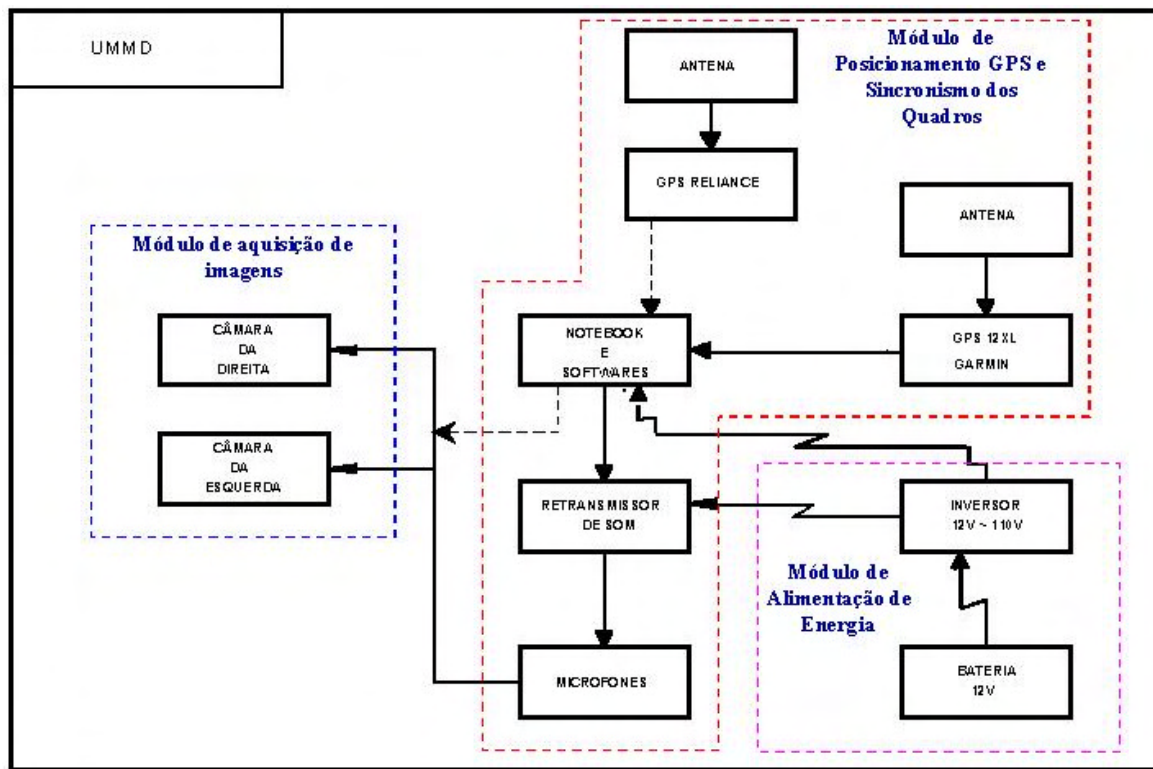 UMMD
Módulo de
Posicionamento GPS e
Sincronismo dos
Quadros
ANTENA
GPS RELIANCE
ANTENA
Módulo de aquisição de
imagens
CÂMARA
DA
DIREITA
NOTEBOOK
E
SOFTWARES
GPS 12XL
GARMIN
CÂMARA
DA
ESQUERDA
RETRANSMISSOR
DE SOM
INVERSOR
12V ~ 110V
Módulo de
Alimentação de
Energia
MICROFONES
BATERIA
12V